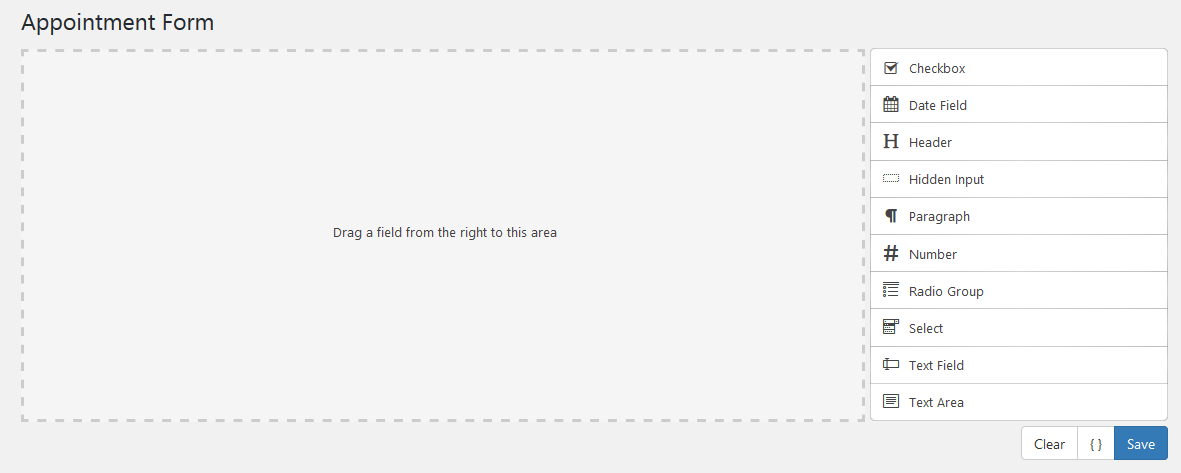 Appointment Form
Drag a field from the right to this area
Checkbox
Date Field
H Header
Hidden Input
¶ Paragraph
# Number
Radio Group
Select
Text Field
Text Area
Clear { } Save